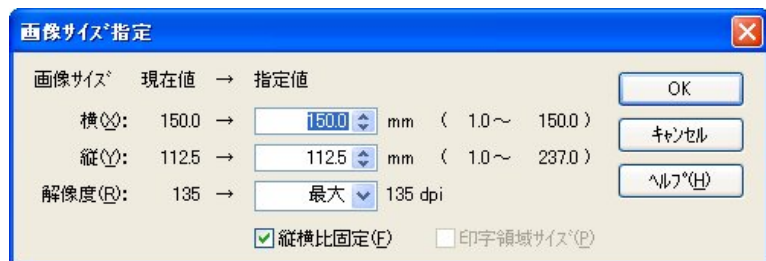 画像サイズ指定
画像サイズ 現在値 → 指定値
OK
横(X): 150.0 → 150.0 mm ( 1.0～ 150.0 )
キャンセル
縦(Y): 112.5 → 112.5 mm ( 1.0～ 237.0 )
ヘルプ(H)
解像度(R): 135 → 最大 135 dpi
縦横比固定(F) 印字領域サイズ(P)